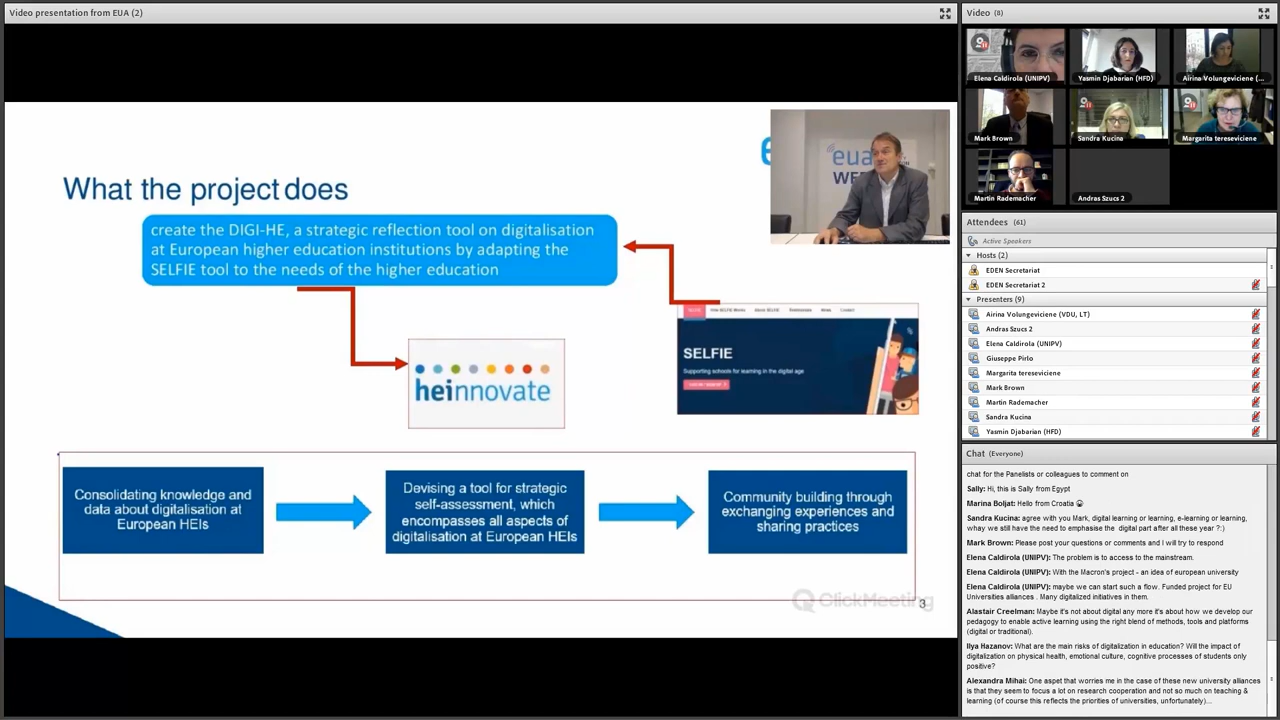 Video presentation from EUA (2)
What the project does
create the DIGI-HE, a strategic reflection tool on digitalisation
at European higher education institutions by adapting the
SELFIE tool to the needs of the higher education
eua
WE
heinnovate
SELFIE
Supporting schools for learning in the digital age
Consolidating knowledge and
data about digitalisation at
European HEIs
Devising a tool for strategic
self-assessment, which
encompasses all aspects of
digitalisation at European HEIs
Community building through
exchanging experiences and
sharing practices
ClickMeeting
3
Video (8)
Elena Caldirola (UNIPV)
Yasmin Djabarian (HFD)
Airina Volungeviciene (...
Mark Brown
Sandra Kucina
Margarita tereseviciene
Martin Rademacher
Andras Szucs 2
Attendees (61)
Active Speakers
Hosts (2)
EDEN Secretariat
EDEN Secretariat 2
Presenters (9)
Airina Volungeviciene (VDU, LT)
Andras Szucs 2
Elena Caldirola (UNIPV)
Giuseppe Pirlo
Margarita tereseviciene
Mark Brown
Martin Rademacher
Sandra Kucina
Yasmin Djabarian (HFD)
Chat (Everyone)
chat for the Panelists or colleagues to comment on
Sally: Hi, this is Sally from Egypt
Marina Boljat: Hello from Croatia
Sandra Kucina: agree with you Mark, digital learning or learning, e-learning or learning,
whay we still have the need to emphasise the digital part after all these year ?:)
Mark Brown: Please post your questions or comments and I will try to respond
Elena Caldirola (UNIPV): The problem is to access to the mainstream.
Elena Caldirola (UNIPV): With the Macron's project - an idea of european university
Elena Caldirola (UNIPV): maybe we can start such a flow. Funded project for EU
Universities alliances . Many digitalized initiatives in them.
Alastair Creelman: Maybe it's not about digital any more it's about how we develop our
pedagogy to enable active learning using the right blend of methods, tools and platforms
(digital or traditional).
Ilya Hazanov: What are the main risks of digitalization in education? Will the impact of
digitalization on physical health, emotional culture, cognitive processes of students only
positive?
Alexandra Mihai: One aspet that worries me in the case of these new university alliances
is that they seem to focus a lot on research cooperation and not so much on teaching &
learning (of course this reflects the priorities of universities, unfortunately)...